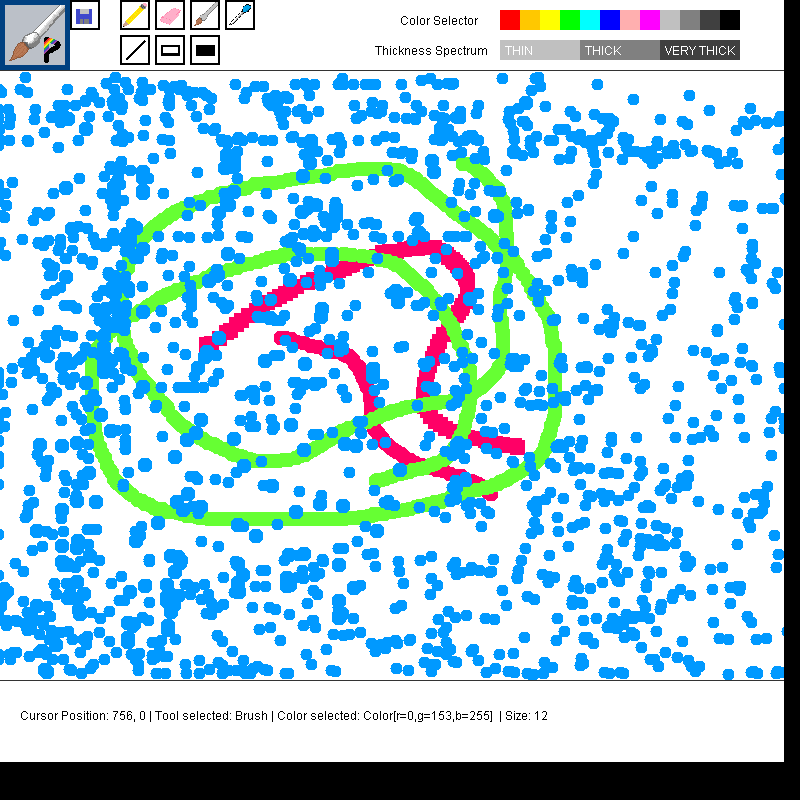 Color Selector
Thickness Spectrum THIN THICK VERY THICK
Cursor Position: 756, 0 | Tool selected: Brush | Color selected: Color[r=0,g=153,b=255] | Size: 12